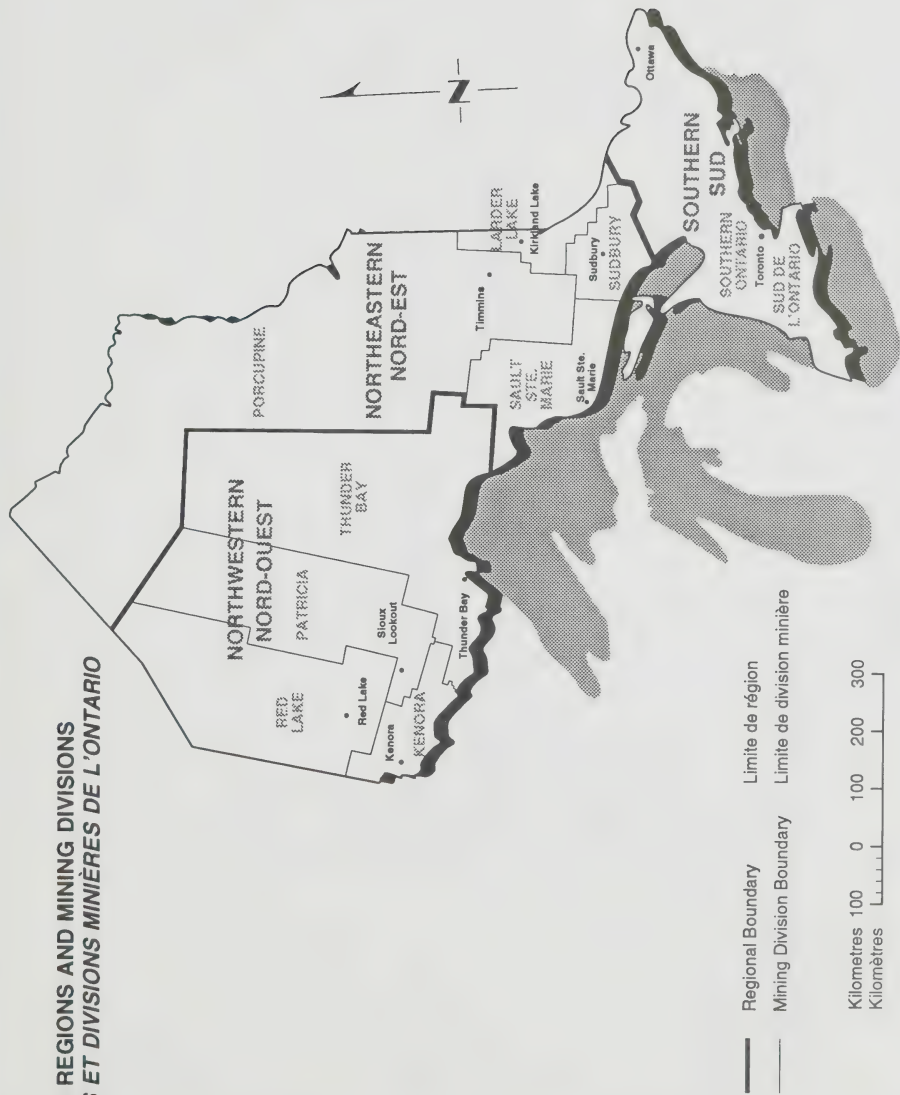 REGIONS AND MINING DIVISIONS
ET DIVISIONS MINIÈRES DE L'ONTARIO
N
NORTHWESTERN
NORD-OUEST
NORTHEASTERN
NORD-EST
SOUTHERN
SUD
PORCUPINE
THUNDER
BAY
PATRICIA
RED
LAKE
KENORA
LARDER
LAKE
SUDBURY
SAULT
STE.
MARIE
SOUTHERN
ONTARIO
SUD DE
L'ONTARIO
Red Lake
Kenora
Sioux
Lookout
Thunder Bay
Timmins
Kirkland Lake
Sudbury
Sault Ste.
Marie
Ottawa
Toronto
Regional Boundary Limite de région
Mining Division Boundary Limite de division minière
Kilometres 100 0 100 200 300
Kilomètres